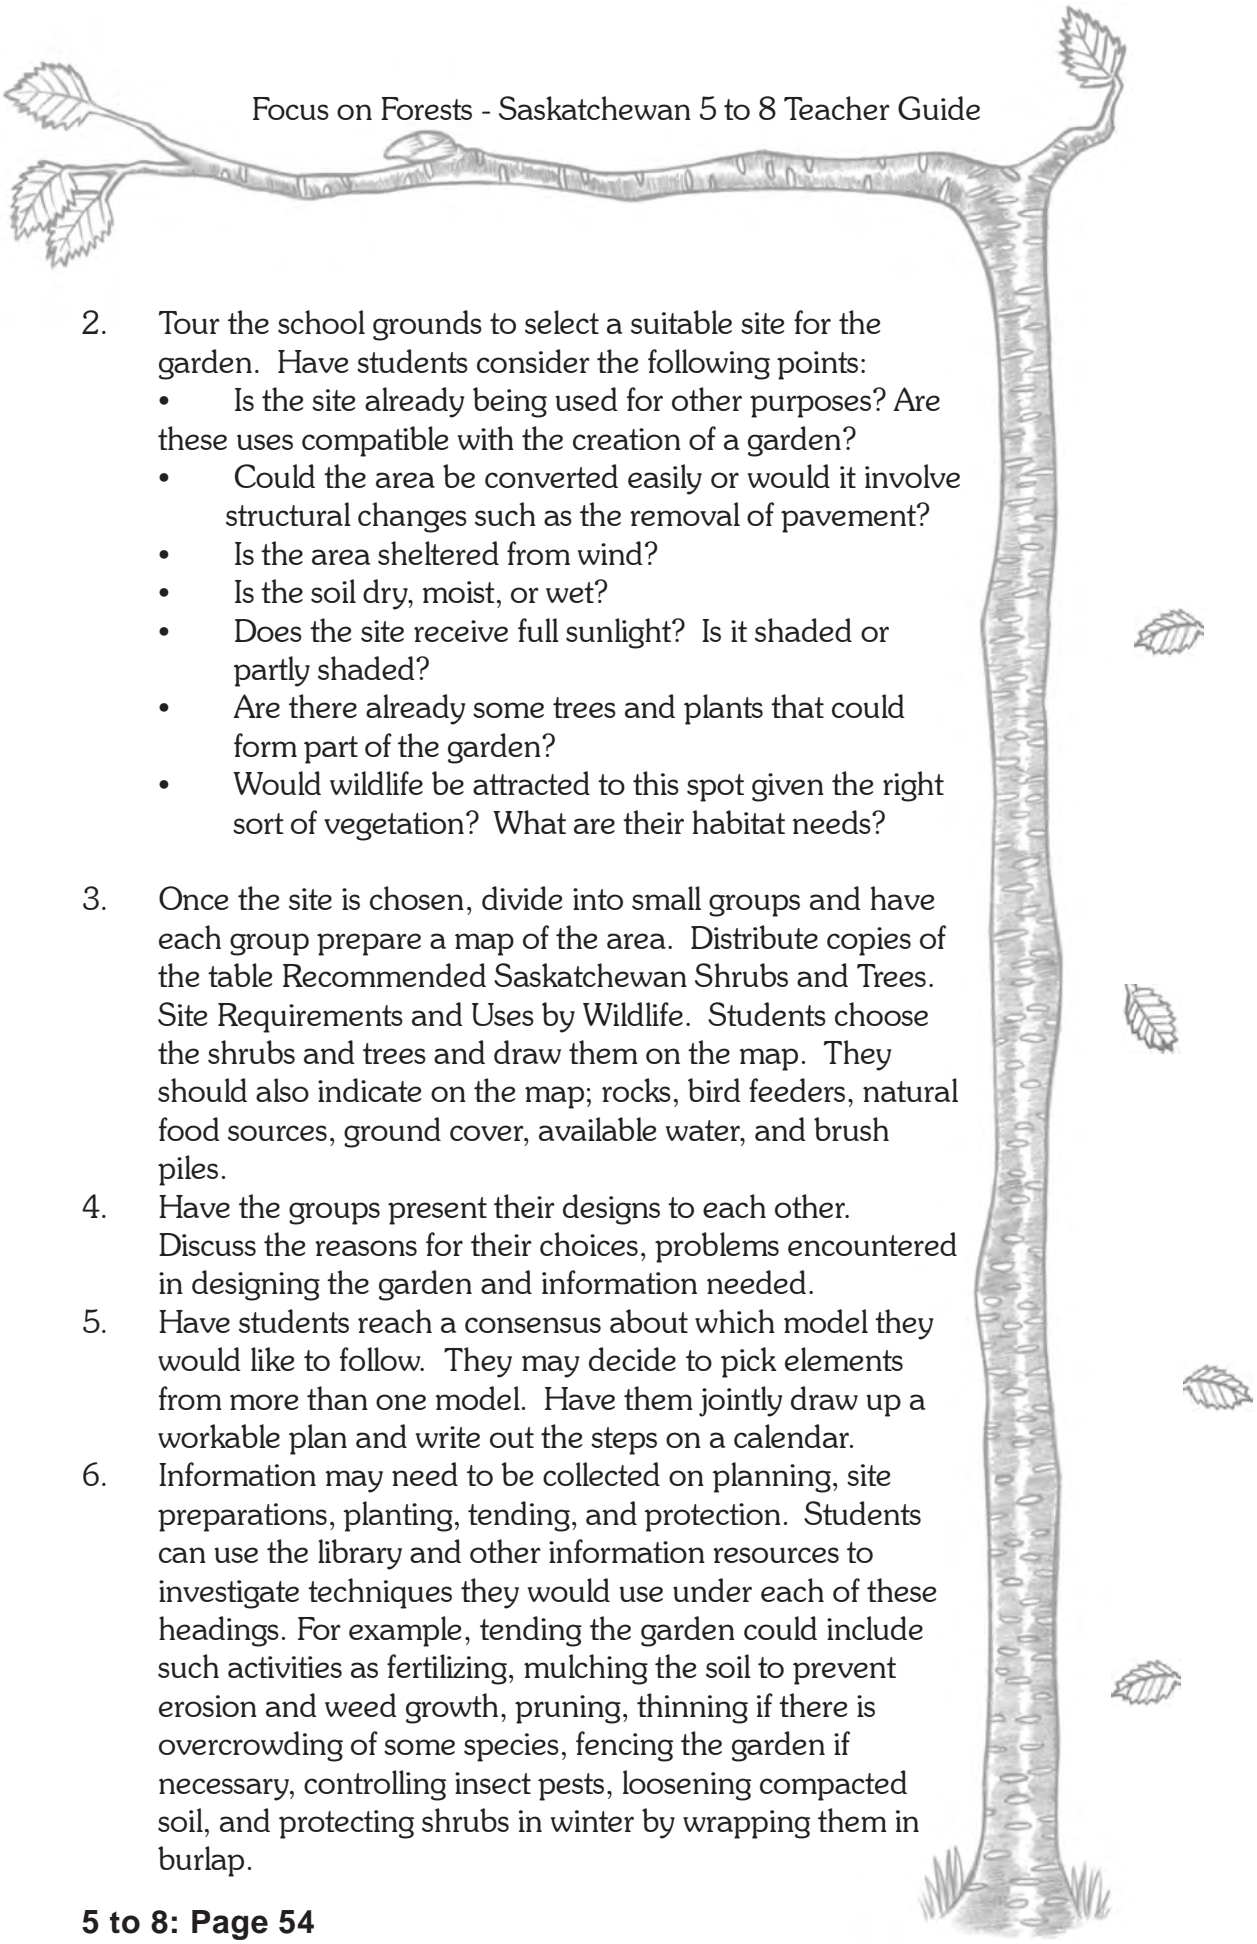 Focus on Forests - Saskatchewan 5 to 8 Teacher Guide
2. Tour the school grounds to select a suitable site for the
garden. Have students consider the following points:
• Is the site already being used for other purposes? Are
these uses compatible with the creation of a garden?
• Could the area be converted easily or would it involve
structural changes such as the removal of pavement?
• Is the area sheltered from wind?
• Is the soil dry, moist, or wet?
• Does the site receive full sunlight? Is it shaded or
partly shaded?
• Are there already some trees and plants that could
form part of the garden?
• Would wildlife be attracted to this spot given the right
sort of vegetation? What are their habitat needs?
3. Once the site is chosen, divide into small groups and have
each group prepare a map of the area. Distribute copies of
the table Recommended Saskatchewan Shrubs and Trees.
Site Requirements and Uses by Wildlife. Students choose
the shrubs and trees and draw them on the map. They
should also indicate on the map; rocks, bird feeders, natural
food sources, ground cover, available water, and brush
piles.
4. Have the groups present their designs to each other.
Discuss the reasons for their choices, problems encountered
in designing the garden and information needed.
5. Have students reach a consensus about which model they
would like to follow. They may decide to pick elements
from more than one model. Have them jointly draw up a
workable plan and write out the steps on a calendar.
6. Information may need to be collected on planning, site
preparations, planting, tending, and protection. Students
can use the library and other information resources to
investigate techniques they would use under each of these
headings. For example, tending the garden could include
such activities as fertilizing, mulching the soil to prevent
erosion and weed growth, pruning, thinning if there is
overcrowding of some species, fencing the garden if
necessary, controlling insect pests, loosening compacted
soil, and protecting shrubs in winter by wrapping them in
burlap.
5 to 8: Page 54